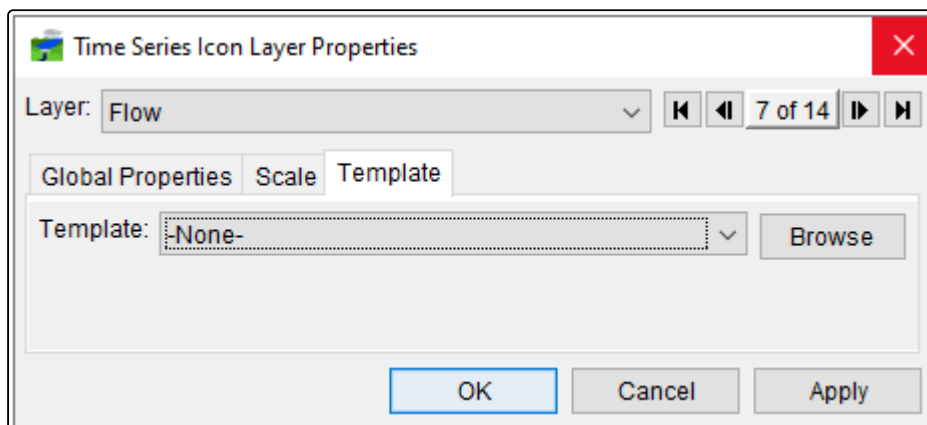 Time Series Icon Layer Properties
Layer: Flow 7 of 14
Global Properties Scale Template
Template: -None- Browse
OK Cancel Apply